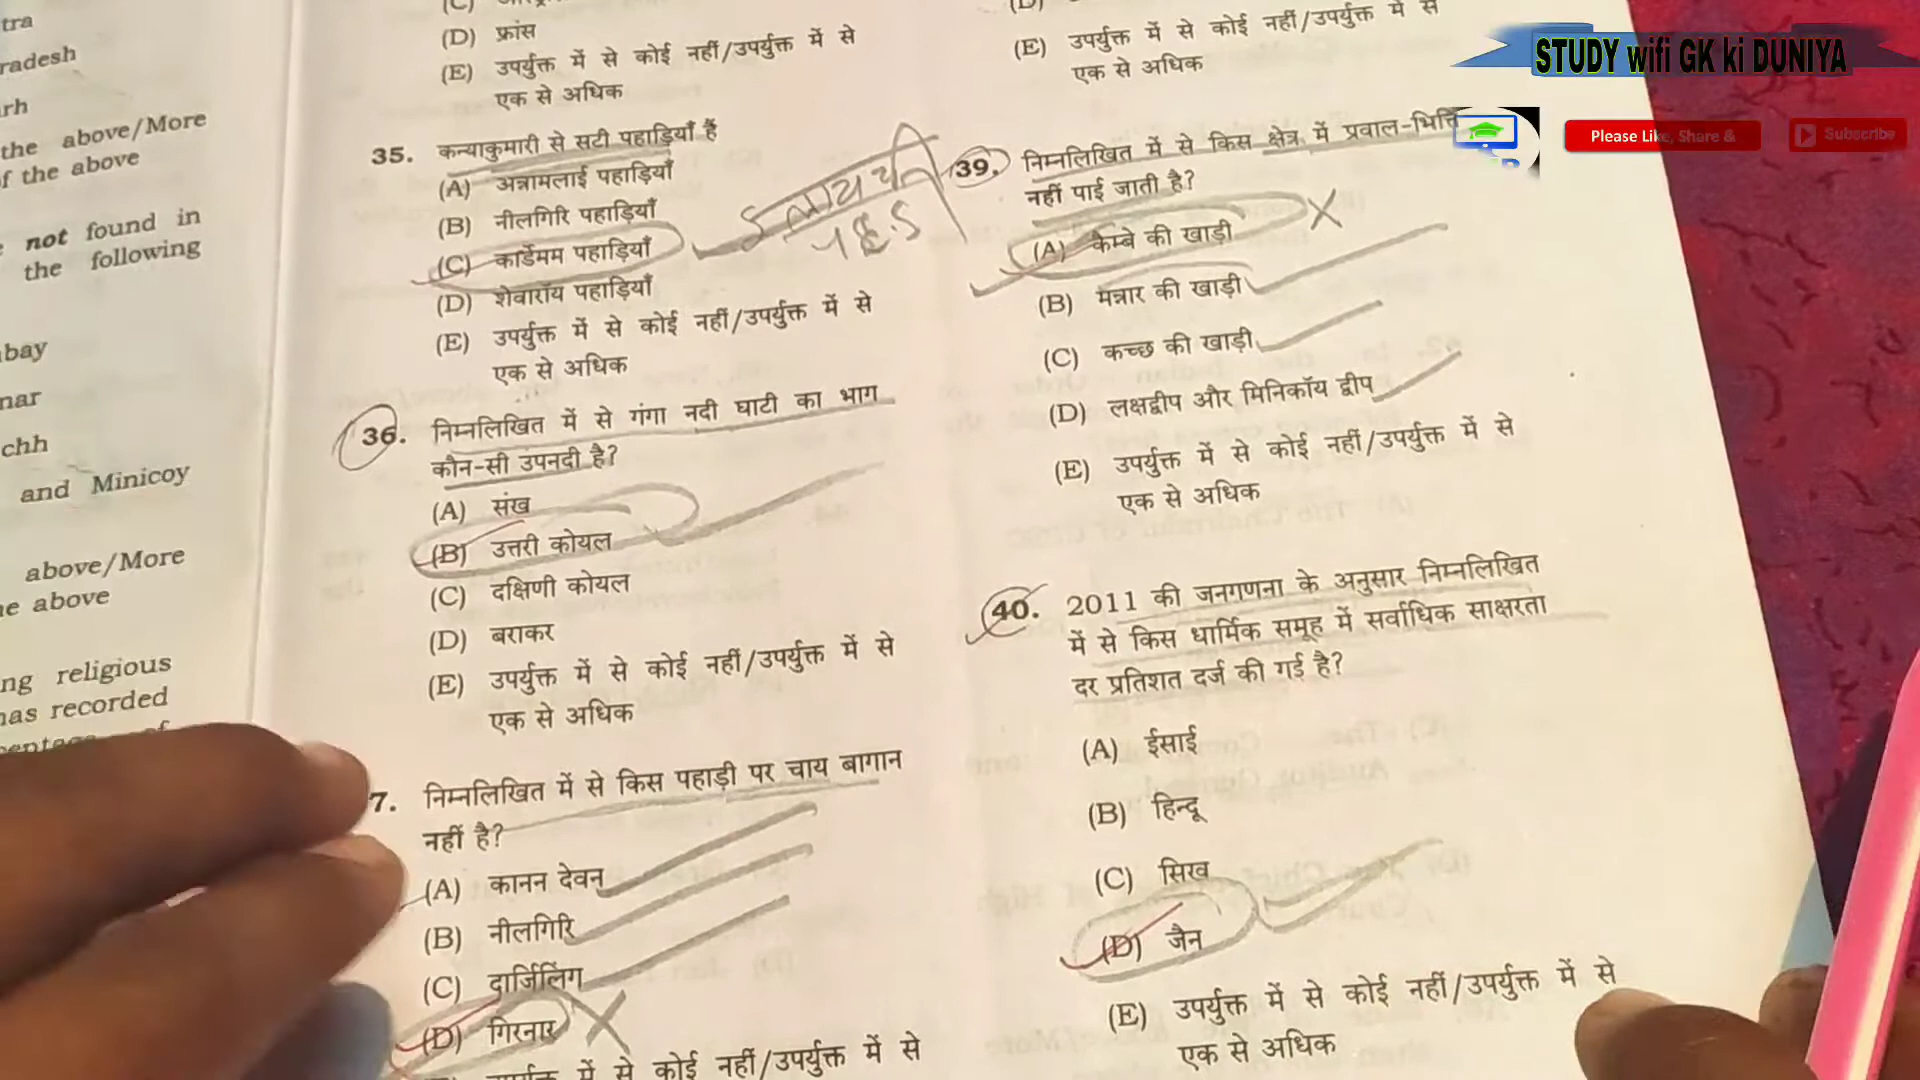 tra
radesh
rh
the above/More
f the above
not found in
the following
bay
nar
chh
and Minicoy
above/More
e above
ng religious
as recorded
(D) फ्रांस
(E) उपर्युक्त में से कोई नहीं/उपर्युक्त में से
एक से अधिक
35. कन्याकुमारी से सटी पहाड़ियाँ हैं
(A) अन्नामलाई पहाड़ियाँ
(B) नीलगिरि पहाड़ियाँ
(C) कार्डेमम पहाड़ियाँ
(D) शेवारॉय पहाड़ियाँ
(E) उपर्युक्त में से कोई नहीं/उपर्युक्त में से
एक से अधिक
36. निम्नलिखित में से गंगा नदी घाटी का भाग
कौन-सी उपनदी है?
(A) संख
(B) उत्तरी कोयल
(C) दक्षिणी कोयल
(D) बराकर
(E) उपर्युक्त में से कोई नहीं/उपर्युक्त में से
एक से अधिक
7. निम्नलिखित में से किस पहाड़ी पर चाय बागान
नहीं है?
(A) कानन देवन
(B) नीलगिरि
(C) दार्जिलिंग
(D) गिरनार
उपर्युक्त में से कोई नहीं/उपर्युक्त में से
(E) उपर्युक्त में से कोई नहीं/उपर्युक्त में से
एक से अधिक
39. निम्नलिखित में से किस क्षेत्र में प्रवाल-भित्ति
नहीं पाई जाती है?
(A) कैम्बे की खाड़ी
(B) मन्नार की खाड़ी
(C) कच्छ की खाड़ी
(D) लक्षद्वीप और मिनिकॉय द्वीप
(E) उपर्युक्त में से कोई नहीं/उपर्युक्त में से
एक से अधिक
40. 2011 की जनगणना के अनुसार निम्नलिखित
में से किस धार्मिक समूह में सर्वाधिक साक्षरता
दर प्रतिशत दर्ज की गई है?
(A) ईसाई
(B) हिन्दू
(C) सिख
(D) जैन
(E) उपर्युक्त में से कोई नहीं/उपर्युक्त में से
एक से अधिक
STUDY wifi GK ki DUNIYA
Please Like, Share &
Subscribe